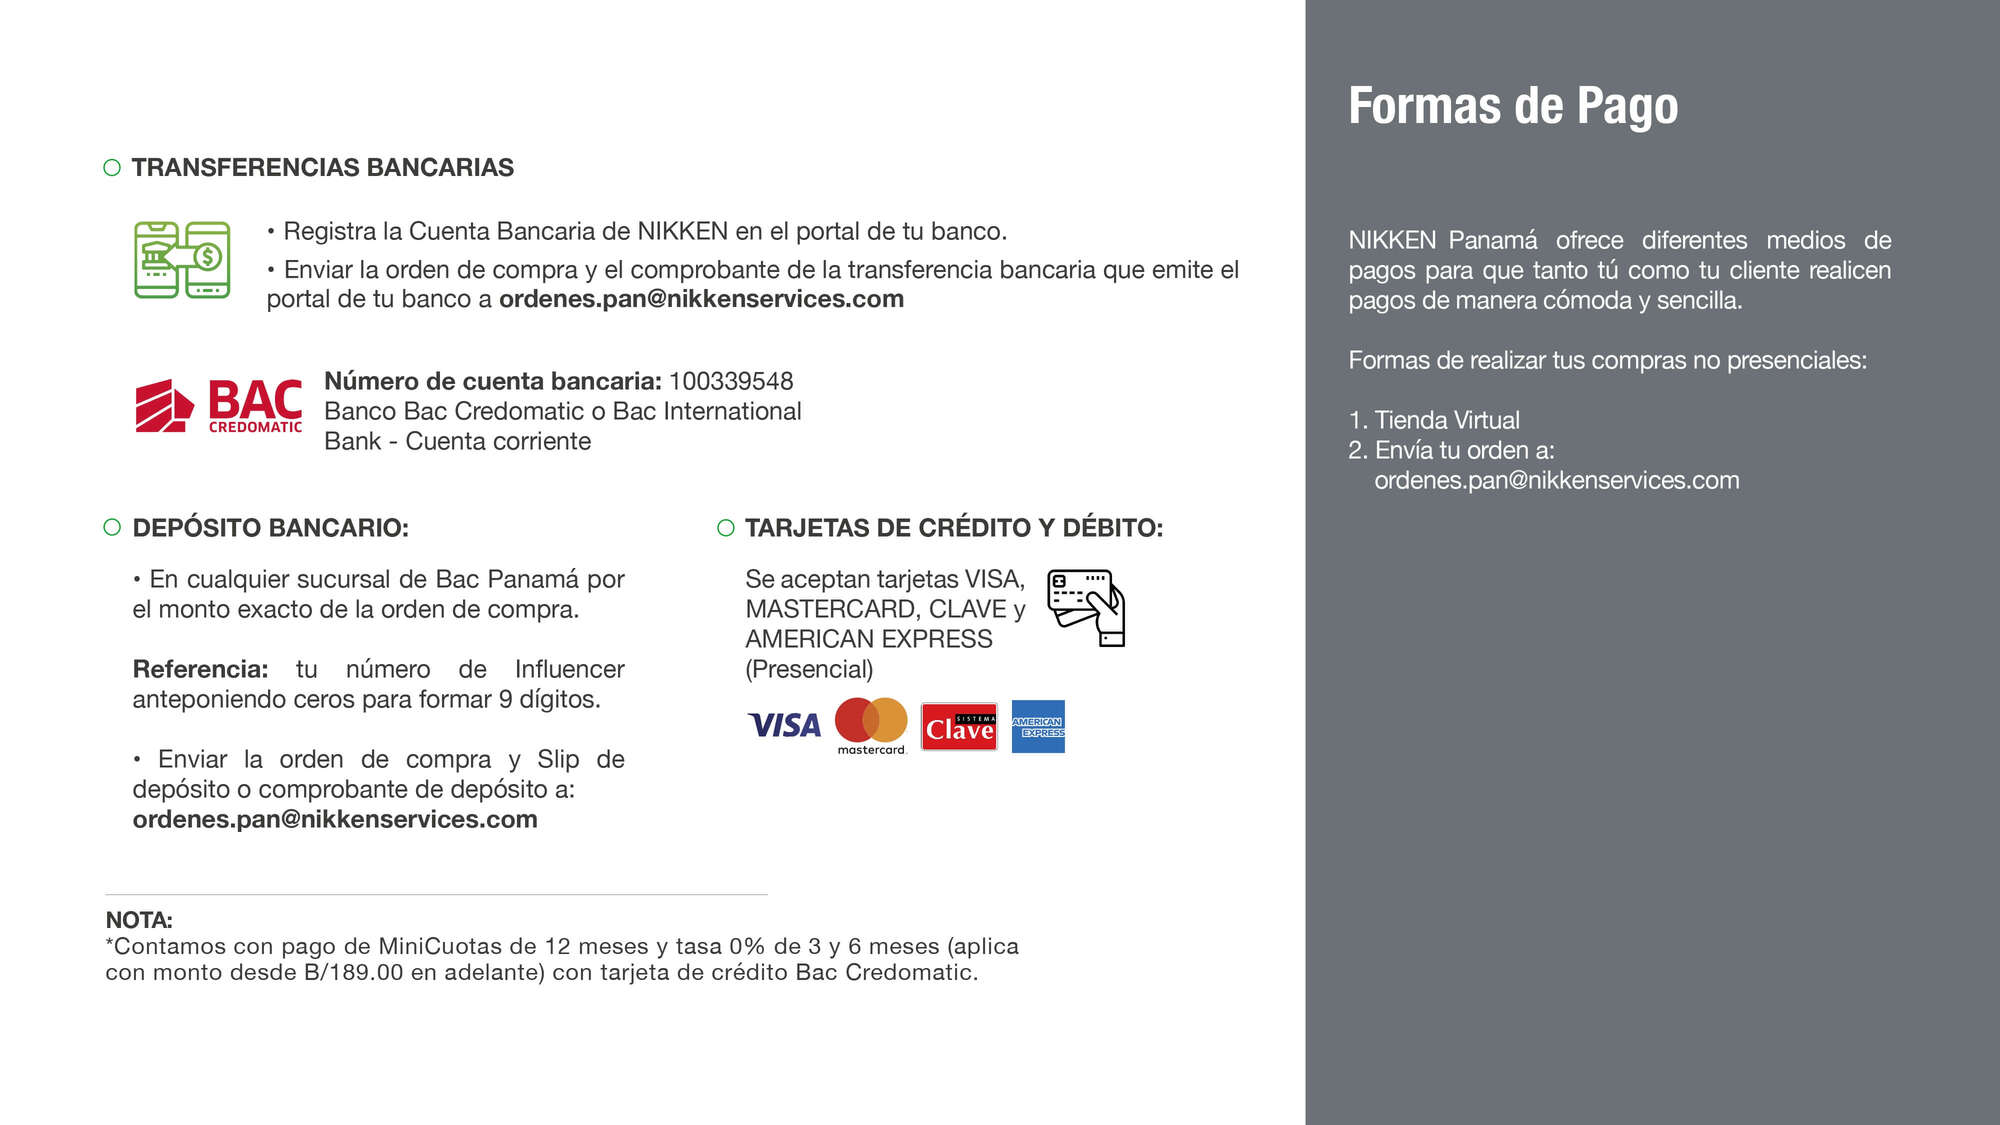 Formas de Pago
NIKKEN Panamá ofrece diferentes medios de
pagos para que tanto tú como tu cliente realicen
pagos de manera cómoda y sencilla.
Formas de realizar tus compras no presenciales:
1. Tienda Virtual
2. Envía tu orden a:
ordenes.pan@nikkenservices.com
TRANSFERENCIAS BANCARIAS
• Registra la Cuenta Bancaria de NIKKEN en el portal de tu banco.
• Enviar la orden de compra y el comprobante de la transferencia bancaria que emite el
portal de tu banco a ordenes.pan@nikkenservices.com
BAC
CREDOMATIC
Número de cuenta bancaria: 100339548
Banco Bac Credomatic o Bac International
Bank - Cuenta corriente
DEPÓSITO BANCARIO:
• En cualquier sucursal de Bac Panamá por
el monto exacto de la orden de compra.
Referencia: tu número de Influencer
anteponiendo ceros para formar 9 dígitos.
• Enviar la orden de compra y Slip de
depósito o comprobante de depósito a:
ordenes.pan@nikkenservices.com
TARJETAS DE CRÉDITO Y DÉBITO:
Se aceptan tarjetas VISA,
MASTERCARD, CLAVE y
AMERICAN EXPRESS
(Presencial)
VISA
mastercard
SISTEMA
Clave
AMERICAN
EXPRESS
NOTA:
*Contamos con pago de MiniCuotas de 12 meses y tasa 0% de 3 y 6 meses (aplica
con monto desde B/189.00 en adelante) con tarjeta de crédito Bac Credomatic.